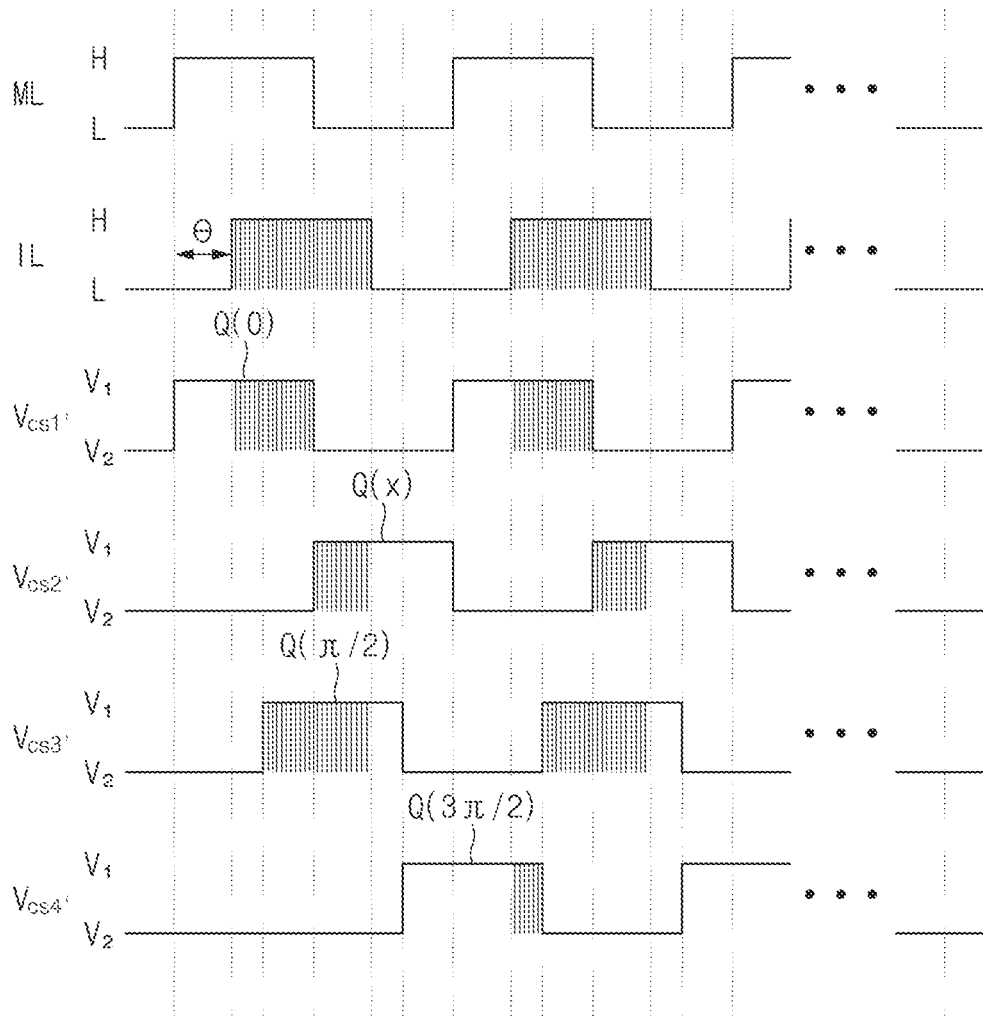 ML H
L
IL H
θ
L
Q(0)
Vcs1' V1
V2
Q(x)
Vcs2' V1
V2
Q(π/2)
Vcs3' V1
V2
Q(3π/2)
Vcs4' V1
V2